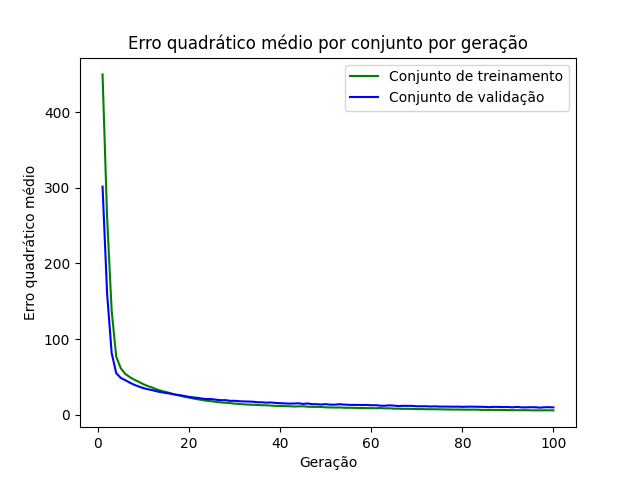 Erro quadrático médio por conjunto por geração
Conjunto de treinamento
Conjunto de validação
Erro quadrático médio
400
300
200
100
0
0 20 40 60 80 100
Geração